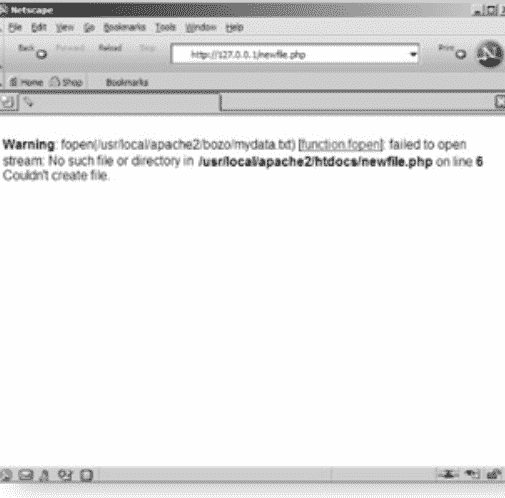 Netscape
File Edit View Go Bookmarks Tools Window Help
Back Forward Reload Stop http://127.0.0.1/newfile.php Print N
Home Shop Bookmarks
Warning: fopen(/usr/local/apache2/bozo/mydata.txt) [function.fopen]: failed to open
stream: No such file or directory in /usr/local/apache2/htdocs/newfile.php on line 6
Couldn't create file.